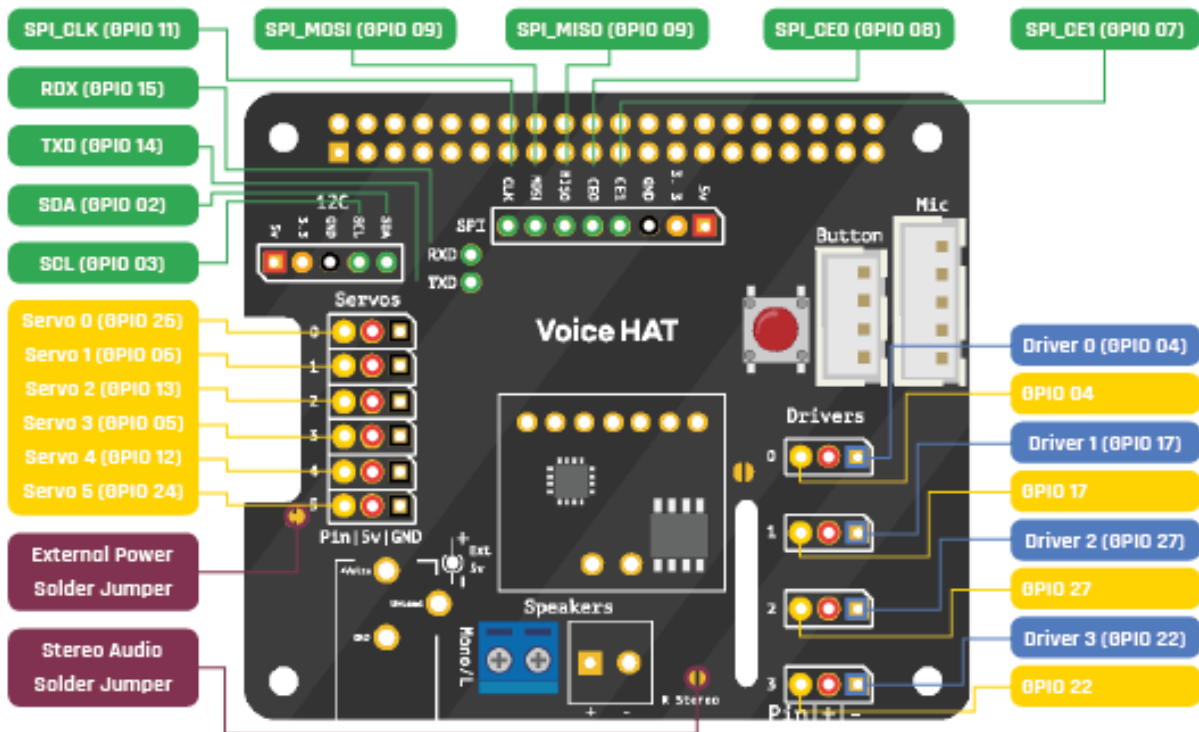 SPI_CLK (GPIO 11)
SPI_MOSI (GPIO 09)
SPI_MISO (GPIO 09)
SPI_CE0 (GPIO 08)
SPI_CE1 (GPIO 07)
RDX (GPIO 15)
TXD (GPIO 14)
SDA (GPIO 02)
SCL (GPIO 03)
I2C
5v
3.3
GND
SCL
SDA
CLK
MOSI
MISO
CE0
CE1
GND
3.3
5v
SPI
RXD
TXD
Mic
Button
Servos
Servo 0 (GPIO 26)
Servo 1 (GPIO 06)
Servo 2 (GPIO 13)
Servo 3 (GPIO 05)
Servo 4 (GPIO 12)
Servo 5 (GPIO 24)
0
1
2
3
4
5
Pin|5v|GND
Voice HAT
Drivers
0
1
2
3
Pin|+|-
Driver 0 (GPIO 04)
GPIO 04
Driver 1 (GPIO 17)
GPIO 17
Driver 2 (GPIO 27)
GPIO 27
Driver 3 (GPIO 22)
GPIO 22
External Power
Solder Jumper
Stereo Audio
Solder Jumper
+
Ext
5v
GND
Speakers
Mono/L
+ -
R Stereo